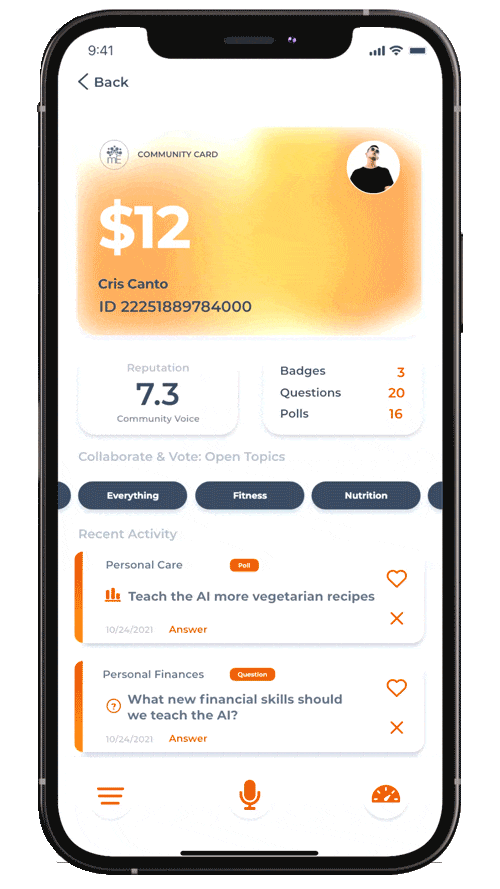 9:41
Back
mE
COMMUNITY CARD
$12
Cris Canto
ID 22251889784000
Reputation
7.3
Community Voice
Badges 3
Questions 20
Polls 16
Collaborate & Vote: Open Topics
Everything Fitness Nutrition
Recent Activity
Personal Care Poll
Teach the AI more vegetarian recipes
10/24/2021 Answer
Personal Finances Question
?
What new financial skills should
we teach the AI?
10/24/2021 Answer